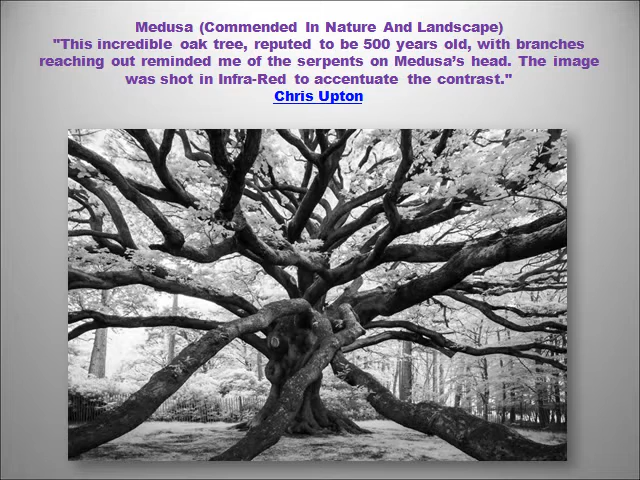 Medusa (Commended In Nature And Landscape)
"This incredible oak tree, reputed to be 500 years old, with branches
reaching out reminded me of the serpents on Medusa’s head. The image
was shot in Infra-Red to accentuate the contrast."
Chris Upton